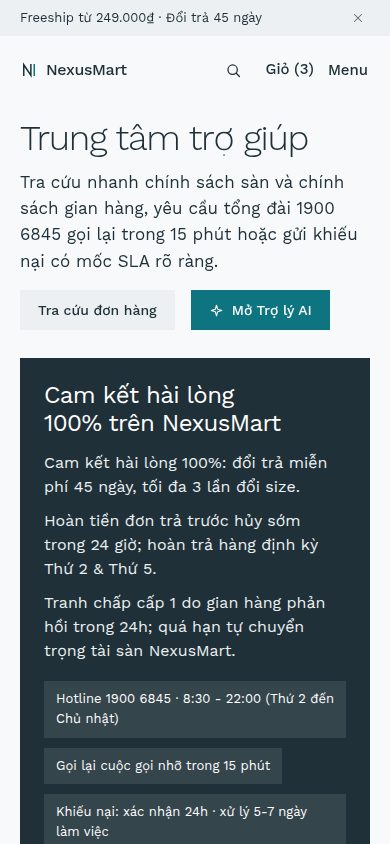 Freeship từ 249.000₫ · Đổi trả 45 ngày
NexusMart
Giỏ (3)
Menu
Trung tâm trợ giúp
Tra cứu nhanh chính sách sàn và chính
sách gian hàng, yêu cầu tổng đài 1900
6845 gọi lại trong 15 phút hoặc gửi khiếu
nại có mốc SLA rõ ràng.
Tra cứu đơn hàng
Mở Trợ lý AI
Cam kết hài lòng
100% trên NexusMart
Cam kết hài lòng 100%: đổi trả miễn
phí 45 ngày, tối đa 3 lần đổi size.
Hoàn tiền đơn trả trước hủy sớm
trong 24 giờ; hoàn trả hàng định kỳ
Thứ 2 & Thứ 5.
Tranh chấp cấp 1 do gian hàng phản
hồi trong 24h; quá hạn tự chuyển
trọng tài sàn NexusMart.
Hotline 1900 6845 · 8:30 - 22:00 (Thứ 2 đến
Chủ nhật)
Gọi lại cuộc gọi nhỡ trong 15 phút
Khiếu nại: xác nhận 24h · xử lý 5-7 ngày
làm việc